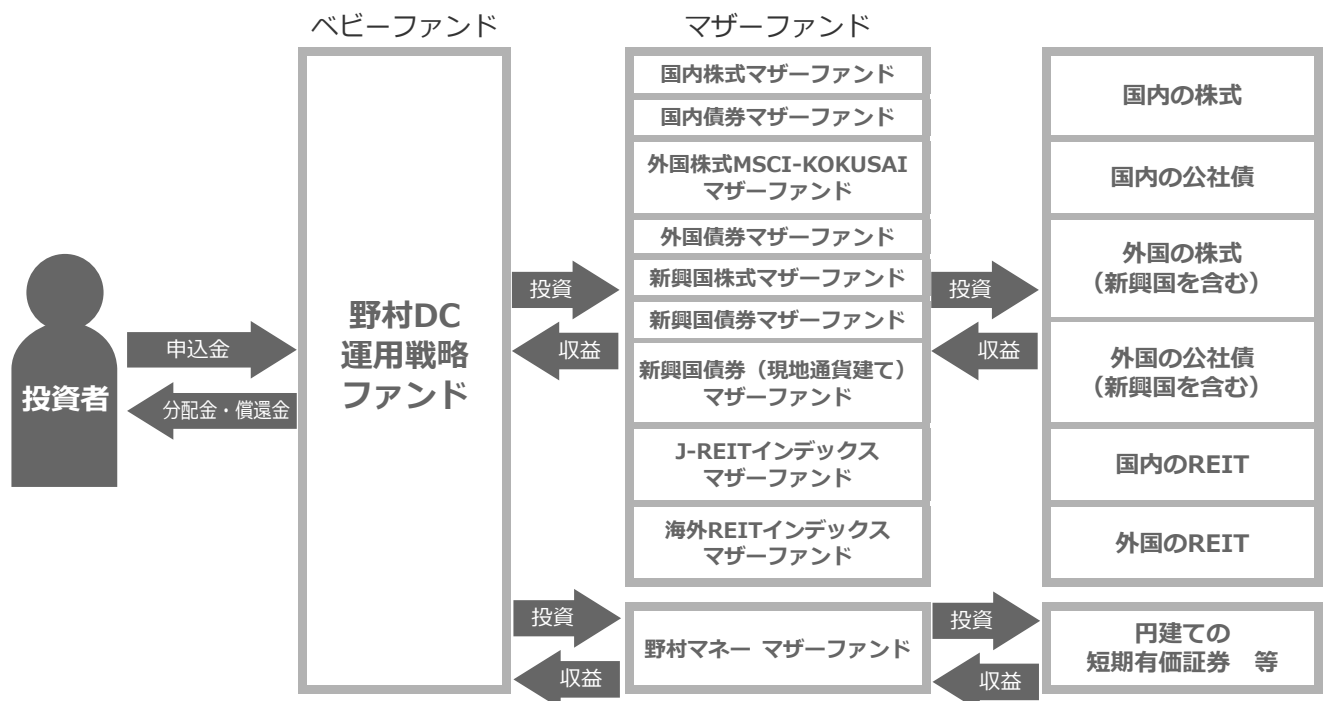 ベビーファンド
マザーファンド
投資者
申込金
分配金・償還金
野村DC
運用戦略
ファンド
投資
収益
国内株式マザーファンド
国内債券マザーファンド
外国株式MSCI-KOKUSAI
マザーファンド
外国債券マザーファンド
新興国株式マザーファンド
新興国債券マザーファンド
新興国債券（現地通貨建て）
マザーファンド
J-REITインデックス
マザーファンド
海外REITインデックス
マザーファンド
投資
収益
国内の株式
国内の公社債
外国の株式
（新興国を含む）
外国の公社債
（新興国を含む）
国内のREIT
外国のREIT
投資
収益
野村マネー マザーファンド
投資
収益
円建ての
短期有価証券　等